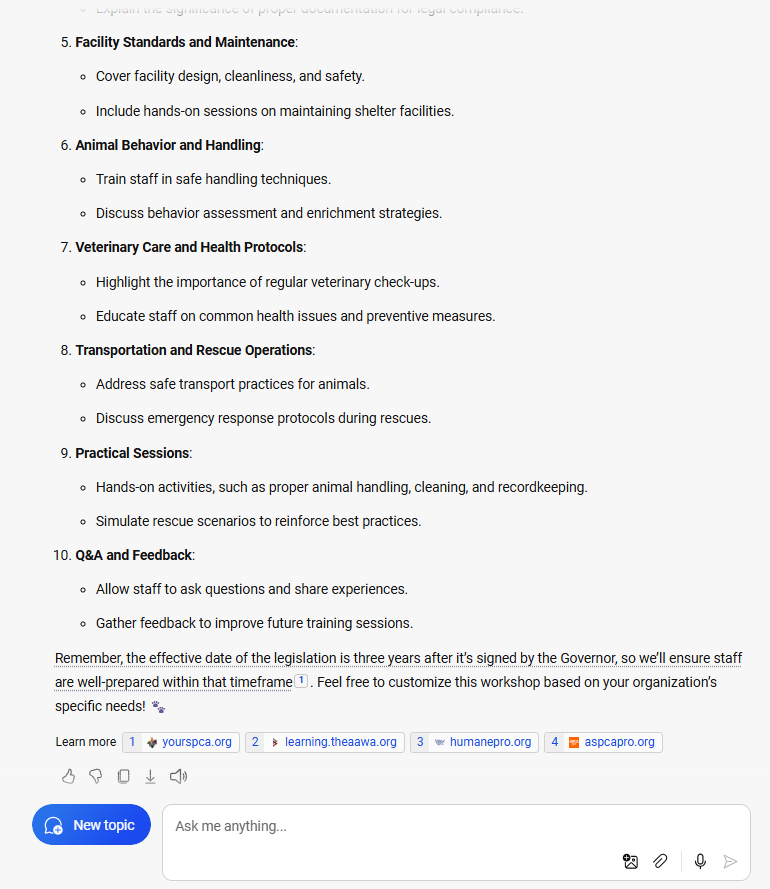 Explain the significance of proper documentation for legal compliance.
5. Facility Standards and Maintenance:
Cover facility design, cleanliness, and safety.
Include hands-on sessions on maintaining shelter facilities.
6. Animal Behavior and Handling:
Train staff in safe handling techniques.
Discuss behavior assessment and enrichment strategies.
7. Veterinary Care and Health Protocols:
Highlight the importance of regular veterinary check-ups.
Educate staff on common health issues and preventive measures.
8. Transportation and Rescue Operations:
Address safe transport practices for animals.
Discuss emergency response protocols during rescues.
9. Practical Sessions:
Hands-on activities, such as proper animal handling, cleaning, and recordkeeping.
Simulate rescue scenarios to reinforce best practices.
10. Q&A and Feedback:
Allow staff to ask questions and share experiences.
Gather feedback to improve future training sessions.
Remember, the effective date of the legislation is three years after it’s signed by the Governor, so we’ll ensure staff
are well-prepared within that timeframe 1 . Feel free to customize this workshop based on your organization’s
specific needs! 🐾
Learn more 1 yourspca.org 2 learning.theaawa.org 3 humanepro.org 4 aspcapro.org
New topic
Ask me anything...